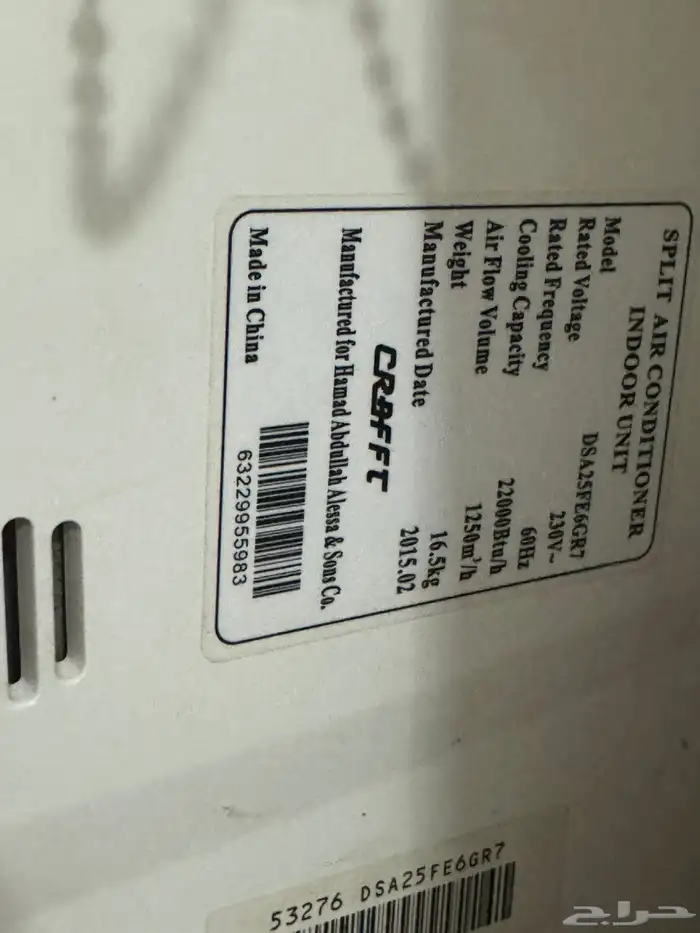 SPLIT AIR CONDITIONER
INDOOR UNIT
Model DSA25FE6GR7
Rated Voltage 230V~
Rated Frequency 60Hz
Cooling Capacity 22000Btu/h
Air Flow Volume 1250m³/h
Weight 16.5kg
Manufactured Date 2015.02
CRAFFT
Manufactured for Hamad Abdullah Alessa & Sons Co.
Made in China
63229955983
53276 DSA25FE6GR7
حراج